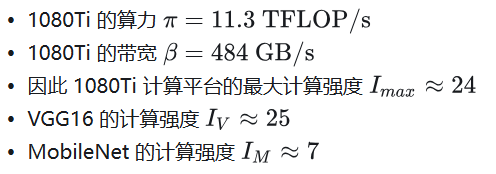 • 1080Ti 的算力 π = 11.3 TFLOP/s
• 1080Ti 的带宽 β = 484 GB/s
• 因此 1080Ti 计算平台的最大计算强度 I_{max} ≈ 24
• VGG16 的计算强度 I_V ≈ 25
• MobileNet 的计算强度 I_M ≈ 7